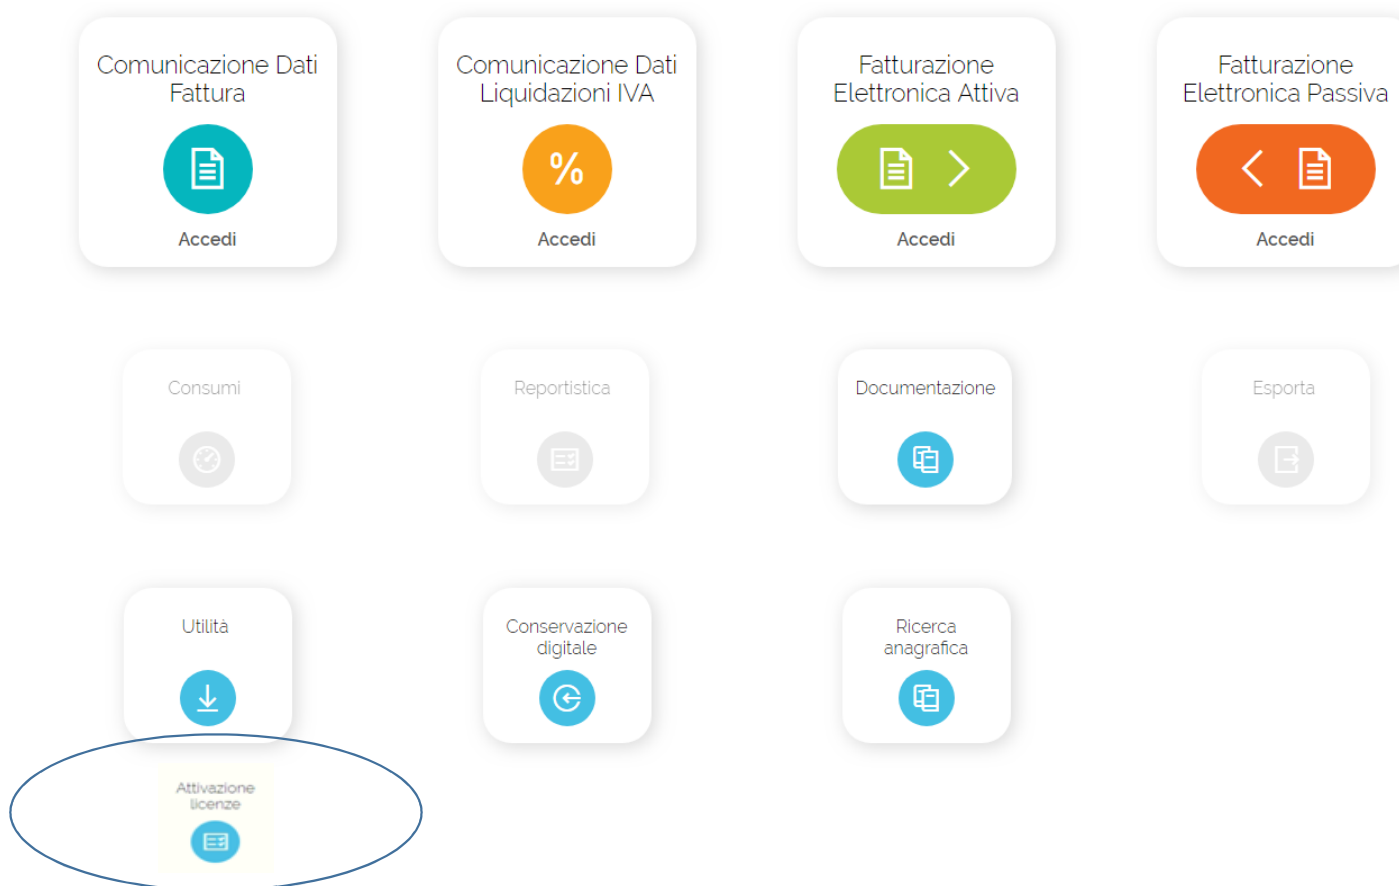 Comunicazione Dati
Fattura
Accedi
Comunicazione Dati
Liquidazioni IVA
%
Accedi
Fatturazione
Elettronica Attiva
Accedi
Fatturazione
Elettronica Passiva
Accedi
Consumi
Reportistica
Documentazione
Esporta
Utilità
Conservazione
digitale
Ricerca
anagrafica
Attivazione
licenze